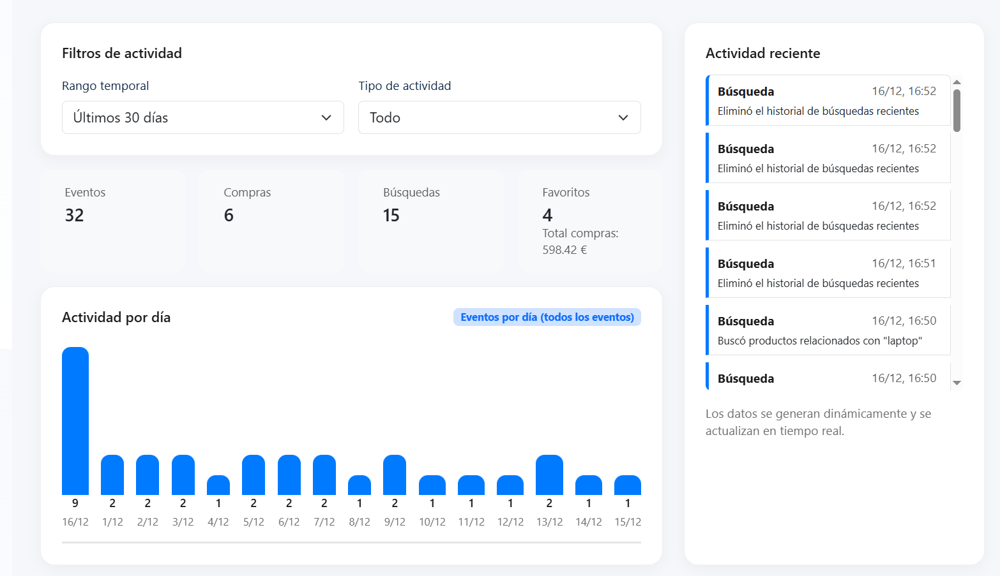 Filtros de actividad
Rango temporal
Últimos 30 días
Tipo de actividad
Todo
Eventos
32
Compras
6
Búsquedas
15
Favoritos
4
Total compras:
598.42 €
Actividad por día
Eventos por día (todos los eventos)
9 2 2 2 1 2 2 2 1 2 1 1 1 2 1 1
16/12 1/12 2/12 3/12 4/12 5/12 6/12 7/12 8/12 9/12 10/12 11/12 12/12 13/12 14/12 15/12
Actividad reciente
Búsqueda 16/12, 16:52
Eliminó el historial de búsquedas recientes
Búsqueda 16/12, 16:52
Eliminó el historial de búsquedas recientes
Búsqueda 16/12, 16:52
Eliminó el historial de búsquedas recientes
Búsqueda 16/12, 16:51
Eliminó el historial de búsquedas recientes
Búsqueda 16/12, 16:50
Buscó productos relacionados con "laptop"
Búsqueda 16/12, 16:50
Los datos se generan dinámicamente y se
actualizan en tiempo real.